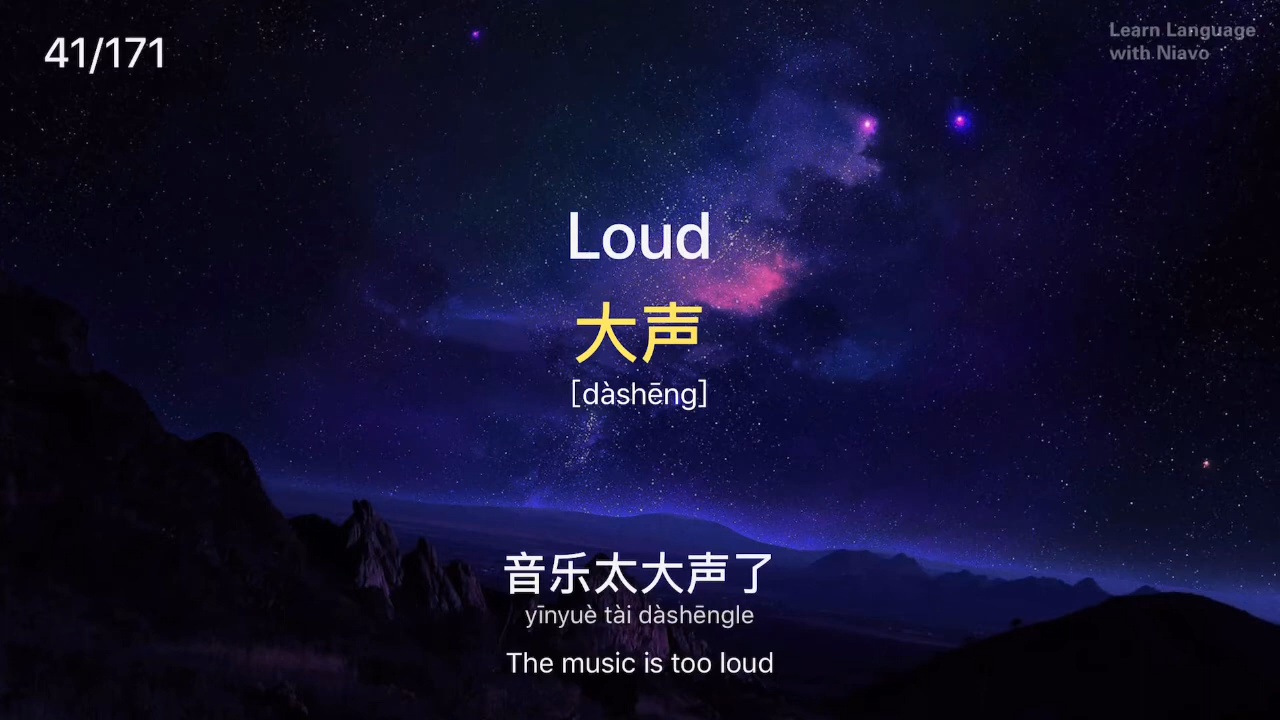 41/171
Learn Language
with Niavo
Loud
大声
[dàshēng]
音乐太大声了
yīnyuè tài dàshēngle
The music is too loud